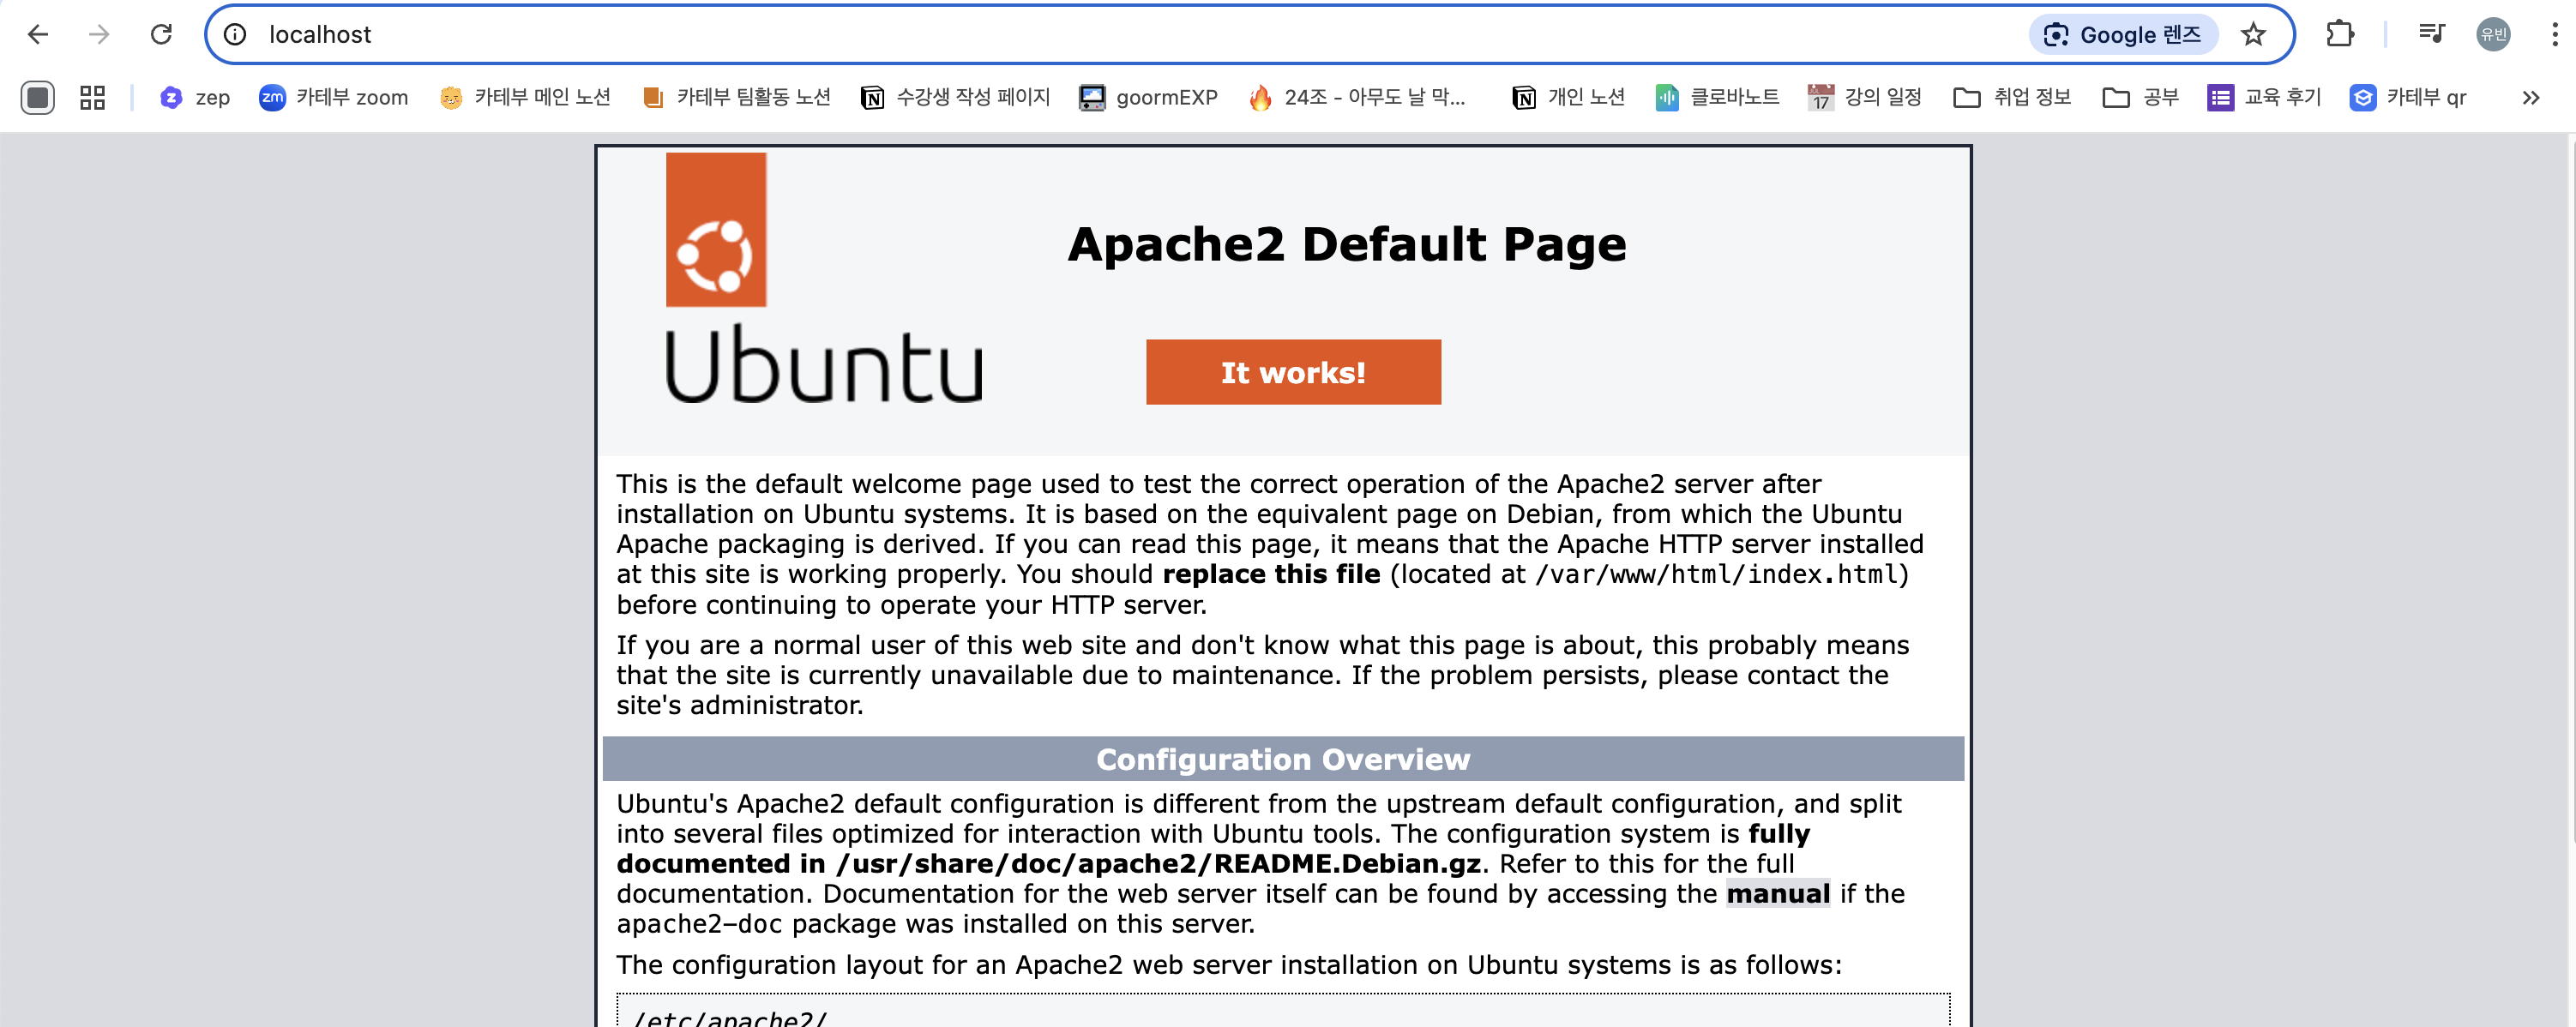 localhost
Google 렌즈
유빈
zep
zm 카테부 zoom
카테부 메인 노션
카테부 팀활동 노션
수강생 작성 페이지
goormEXP
24조 - 아무도 날 막...
개인 노션
클로바노트
17 강의 일정
취업 정보
공부
교육 후기
카테부 qr
Apache2 Default Page
Ubuntu
It works!
This is the default welcome page used to test the correct operation of the Apache2 server after
installation on Ubuntu systems. It is based on the equivalent page on Debian, from which the Ubuntu
Apache packaging is derived. If you can read this page, it means that the Apache HTTP server installed
at this site is working properly. You should replace this file (located at /var/www/html/index.html)
before continuing to operate your HTTP server.
If you are a normal user of this web site and don't know what this page is about, this probably means
that the site is currently unavailable due to maintenance. If the problem persists, please contact the
site's administrator.
Configuration Overview
Ubuntu's Apache2 default configuration is different from the upstream default configuration, and split
into several files optimized for interaction with Ubuntu tools. The configuration system is fully
documented in /usr/share/doc/apache2/README.Debian.gz. Refer to this for the full
documentation. Documentation for the web server itself can be found by accessing the manual if the
apache2-doc package was installed on this server.
The configuration layout for an Apache2 web server installation on Ubuntu systems is as follows:
/etc/apache2/